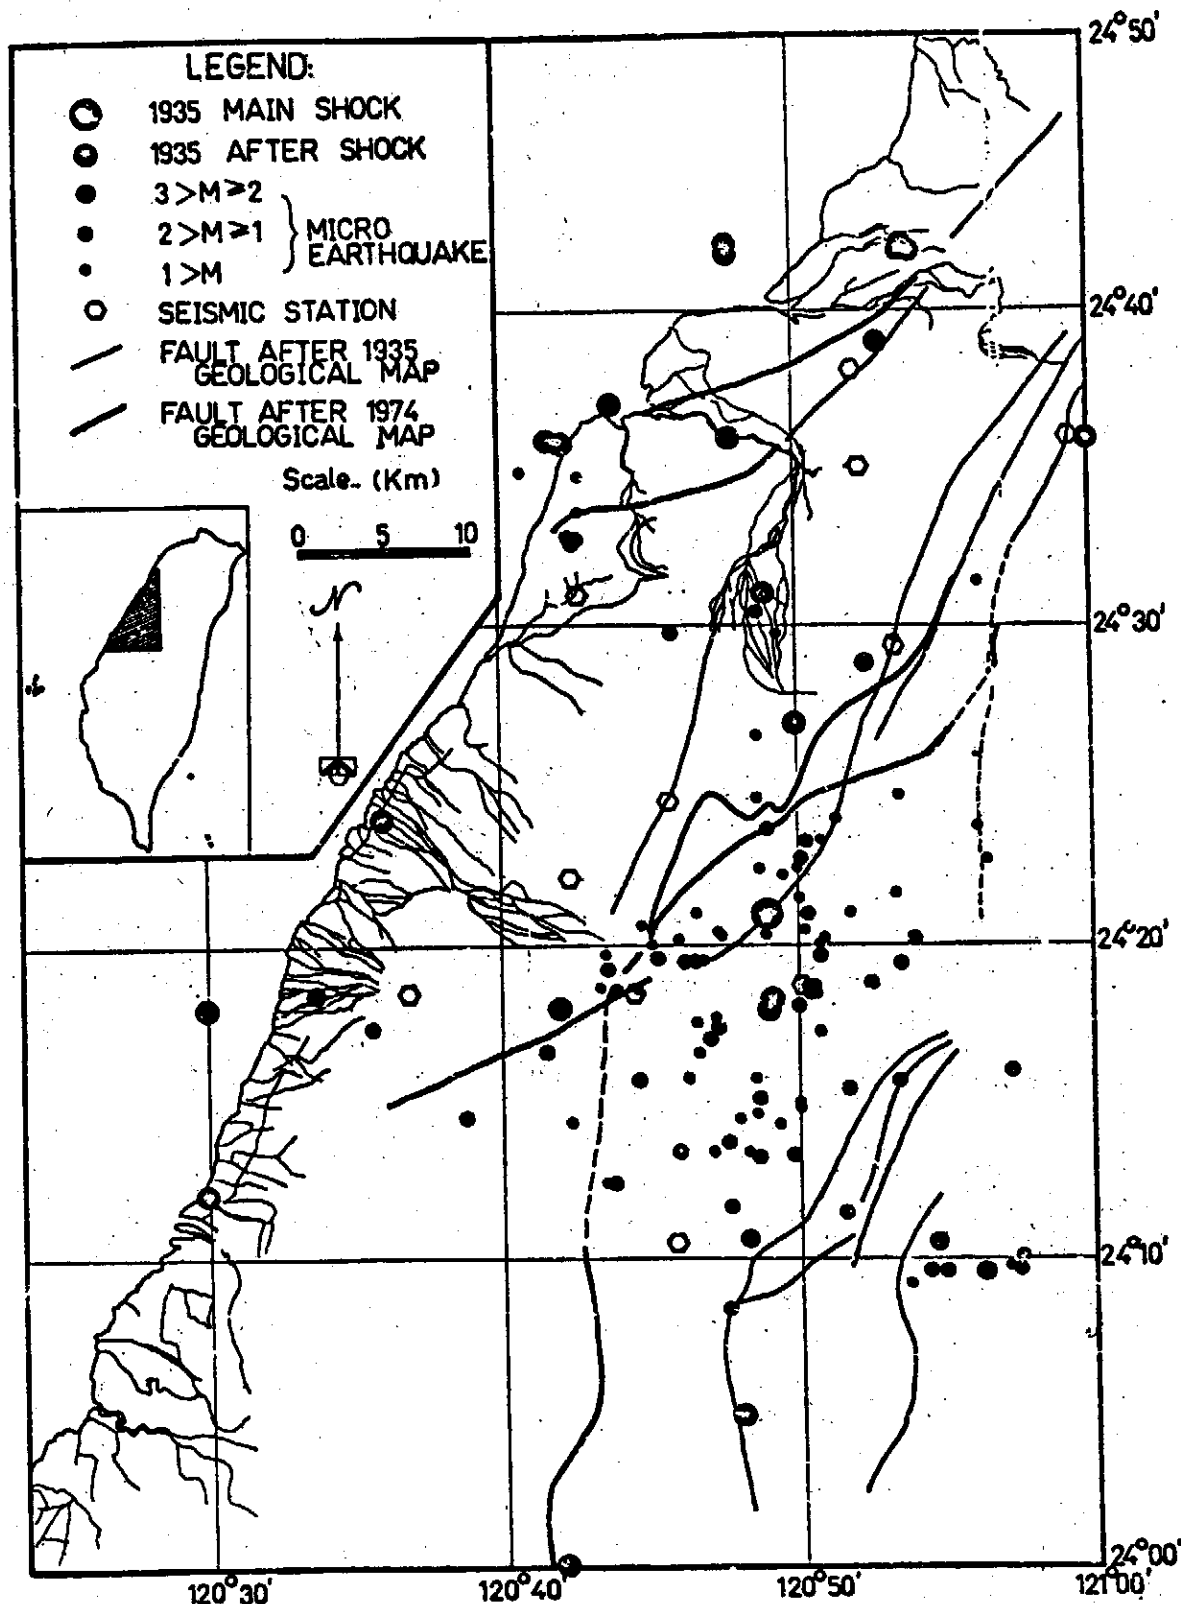 LEGEND:
1935 MAIN SHOCK
1935 AFTER SHOCK
3 > M ⩾ 2
2 > M ⩾ 1
1 > M
MICRO
EARTHQUAKE
SEISMIC STATION
FAULT AFTER 1935
GEOLOGICAL MAP
FAULT AFTER 1974
GEOLOGICAL MAP
Scale.. (Km)
0 5 10
N
24°50'
24°40'
24°30'
24°20'
24°10'
24°00'
120°30' 120°40' 120°50' 121°00'